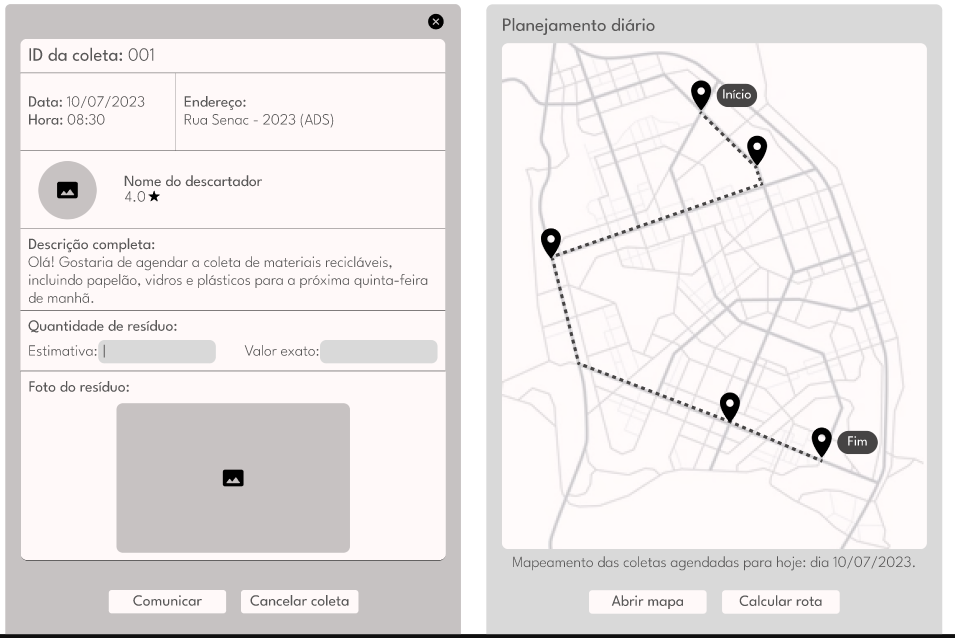 ID da coleta: 001
Data: 10/07/2023
Hora: 08:30
Endereço:
Rua Senac - 2023 (ADS)
Nome do descartador
4.0 ★
Descrição completa:
Olá! Gostaria de agendar a coleta de materiais recicláveis,
incluindo papelão, vidros e plásticos para a próxima quinta-feira
de manhã.
Quantidade de resíduo:
Estimativa: Valor exato:
Foto do resíduo:
Comunicar Cancelar coleta
Planejamento diário
Início
Fim
Mapeamento das coletas agendadas para hoje: dia 10/07/2023.
Abrir mapa Calcular rota